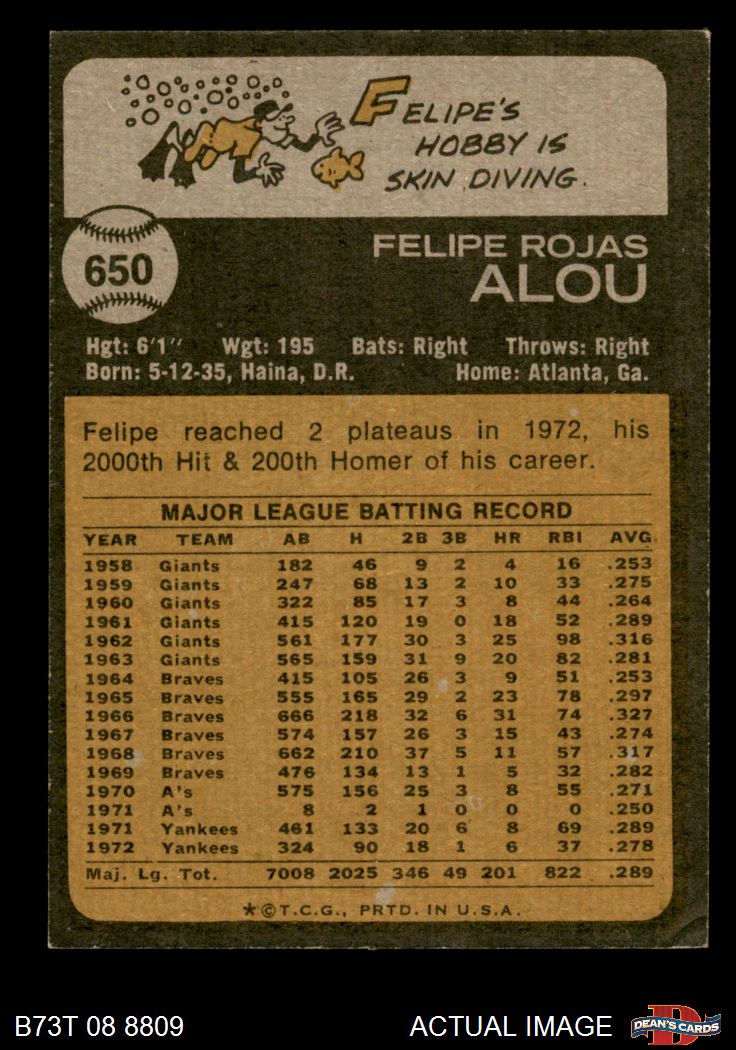 FELIPE'S
HOBBY IS
SKIN DIVING.
650
FELIPE ROJAS
ALOU
Hgt: 6'1" Wgt: 195 Bats: Right Throws: Right
Born: 5-12-35, Haina, D.R. Home: Atlanta, Ga.
Felipe reached 2 plateaus in 1972, his
2000th Hit & 200th Homer of his career.
MAJOR LEAGUE BATTING RECORD
YEAR TEAM AB H 2B 3B HR RBI AVG.
1958 Giants 182 46 9 2 4 16 .253
1959 Giants 247 68 13 2 10 33 .275
1960 Giants 322 85 17 3 8 44 .264
1961 Giants 415 120 19 0 18 52 .289
1962 Giants 561 177 30 3 25 98 .316
1963 Giants 565 159 31 9 20 82 .281
1964 Braves 415 105 26 3 9 51 .253
1965 Braves 555 165 29 2 23 78 .297
1966 Braves 666 218 32 6 31 74 .327
1967 Braves 574 157 26 3 15 43 .274
1968 Braves 662 210 37 5 11 57 .317
1969 Braves 476 134 13 1 5 32 .282
1970 A's 575 156 25 3 8 55 .271
1971 A's 8 2 1 0 0 0 .250
1971 Yankees 461 133 20 6 8 69 .289
1972 Yankees 324 90 18 1 6 37 .278
Maj. Lg. Tot. 7008 2025 346 49 201 822 .289
*©T.C.G., PRTD. IN U.S.A.
B73T 08 8809 ACTUAL IMAGE
D
DEAN'S CARDS